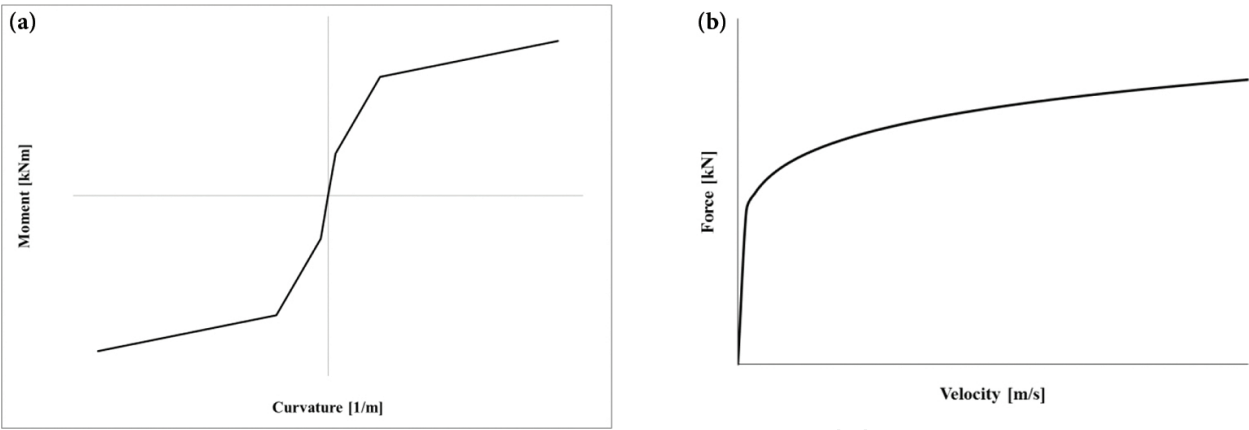 (a)
Moment [kNm]
Curvature [1/m]
(b)
Force [kN]
Velocity [m/s]